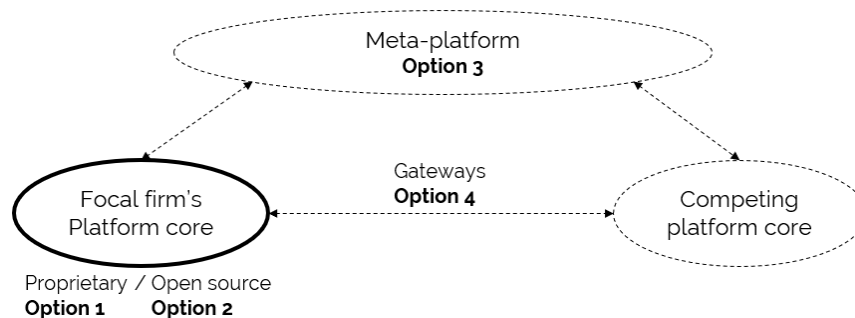 Meta-platform
Option 3
Gateways
Option 4
Focal firm's
Platform core
Competing
platform core
Proprietary / Open source
Option 1 Option 2